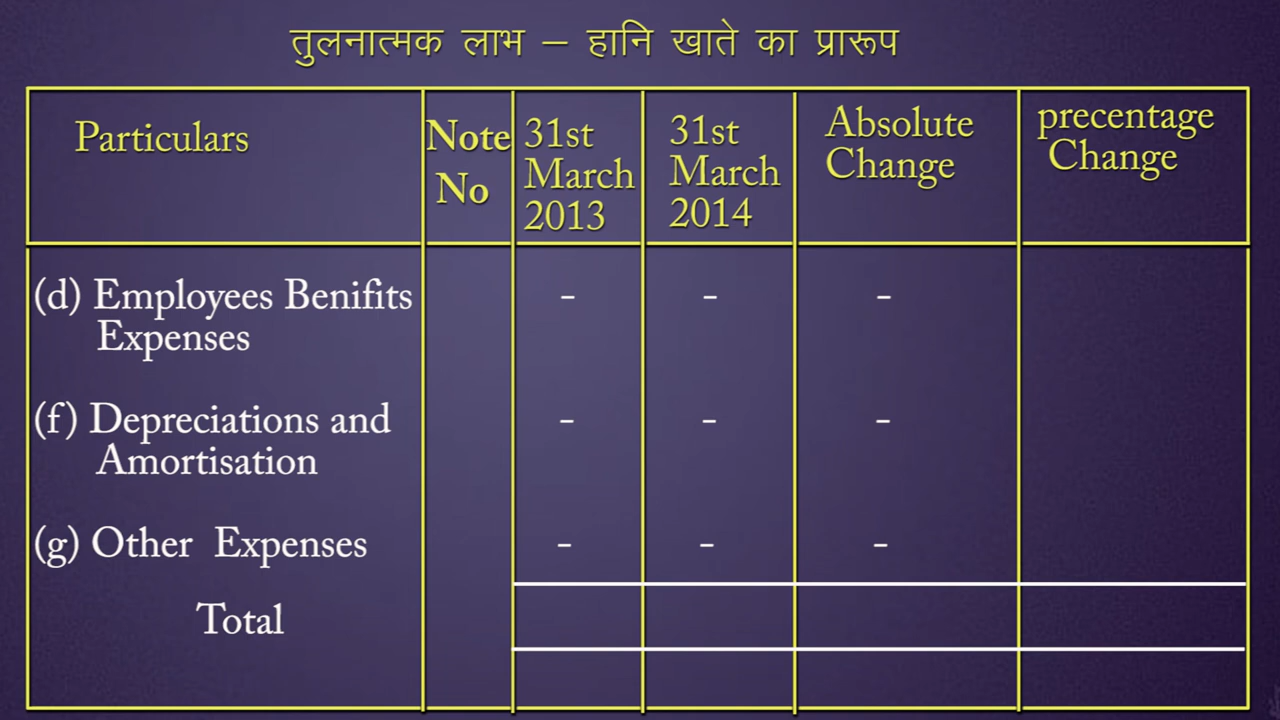 तुलनात्मक लाभ – हानि खाते का प्रारूप
Particulars
Note
No
31st
March
2013
31st
March
2014
Absolute
Change
precentage
Change
(d) Employees Benifits - - -
Expenses
(f) Depreciations and - - -
Amortisation
(g) Other Expenses - - -
Total